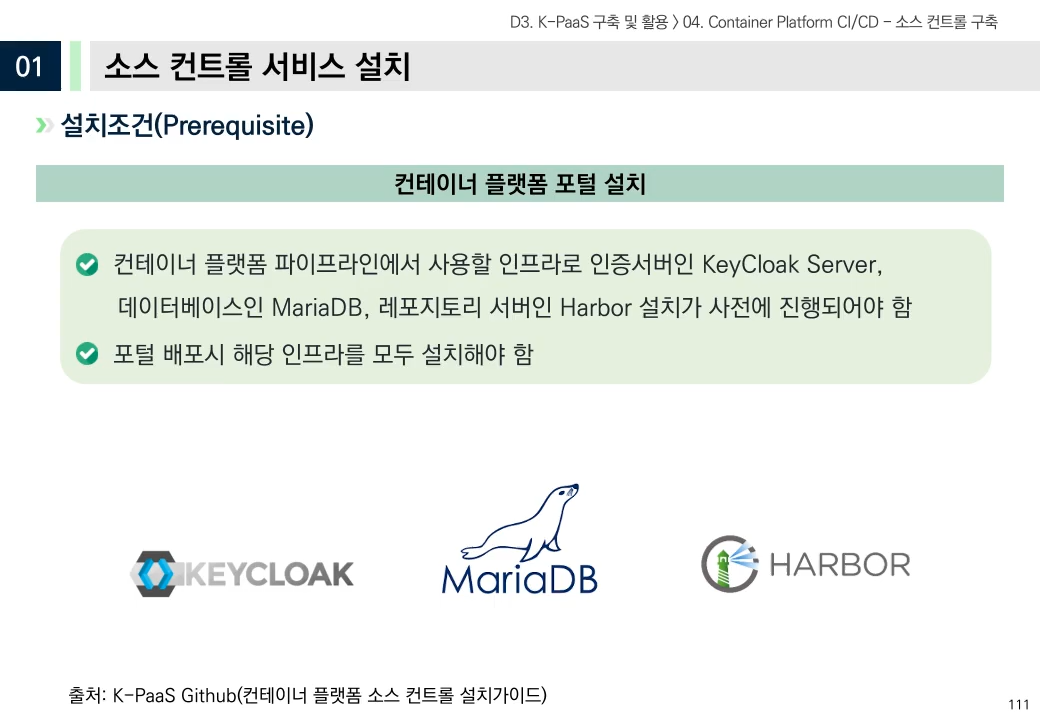 D3. K-PaaS 구축 및 활용 > 04. Container Platform CI/CD - 소스 컨트롤 구축
01
소스 컨트롤 서비스 설치
설치조건(Prerequisite)
컨테이너 플랫폼 포털 설치
컨테이너 플랫폼 파이프라인에서 사용할 인프라로 인증서버인 KeyCloak Server,
데이터베이스인 MariaDB, 레포지토리 서버인 Harbor 설치가 사전에 진행되어야 함
포털 배포시 해당 인프라를 모두 설치해야 함
KEYCLOAK
MariaDB
HARBOR
출처: K-PaaS Github(컨테이너 플랫폼 소스 컨트롤 설치가이드)
111